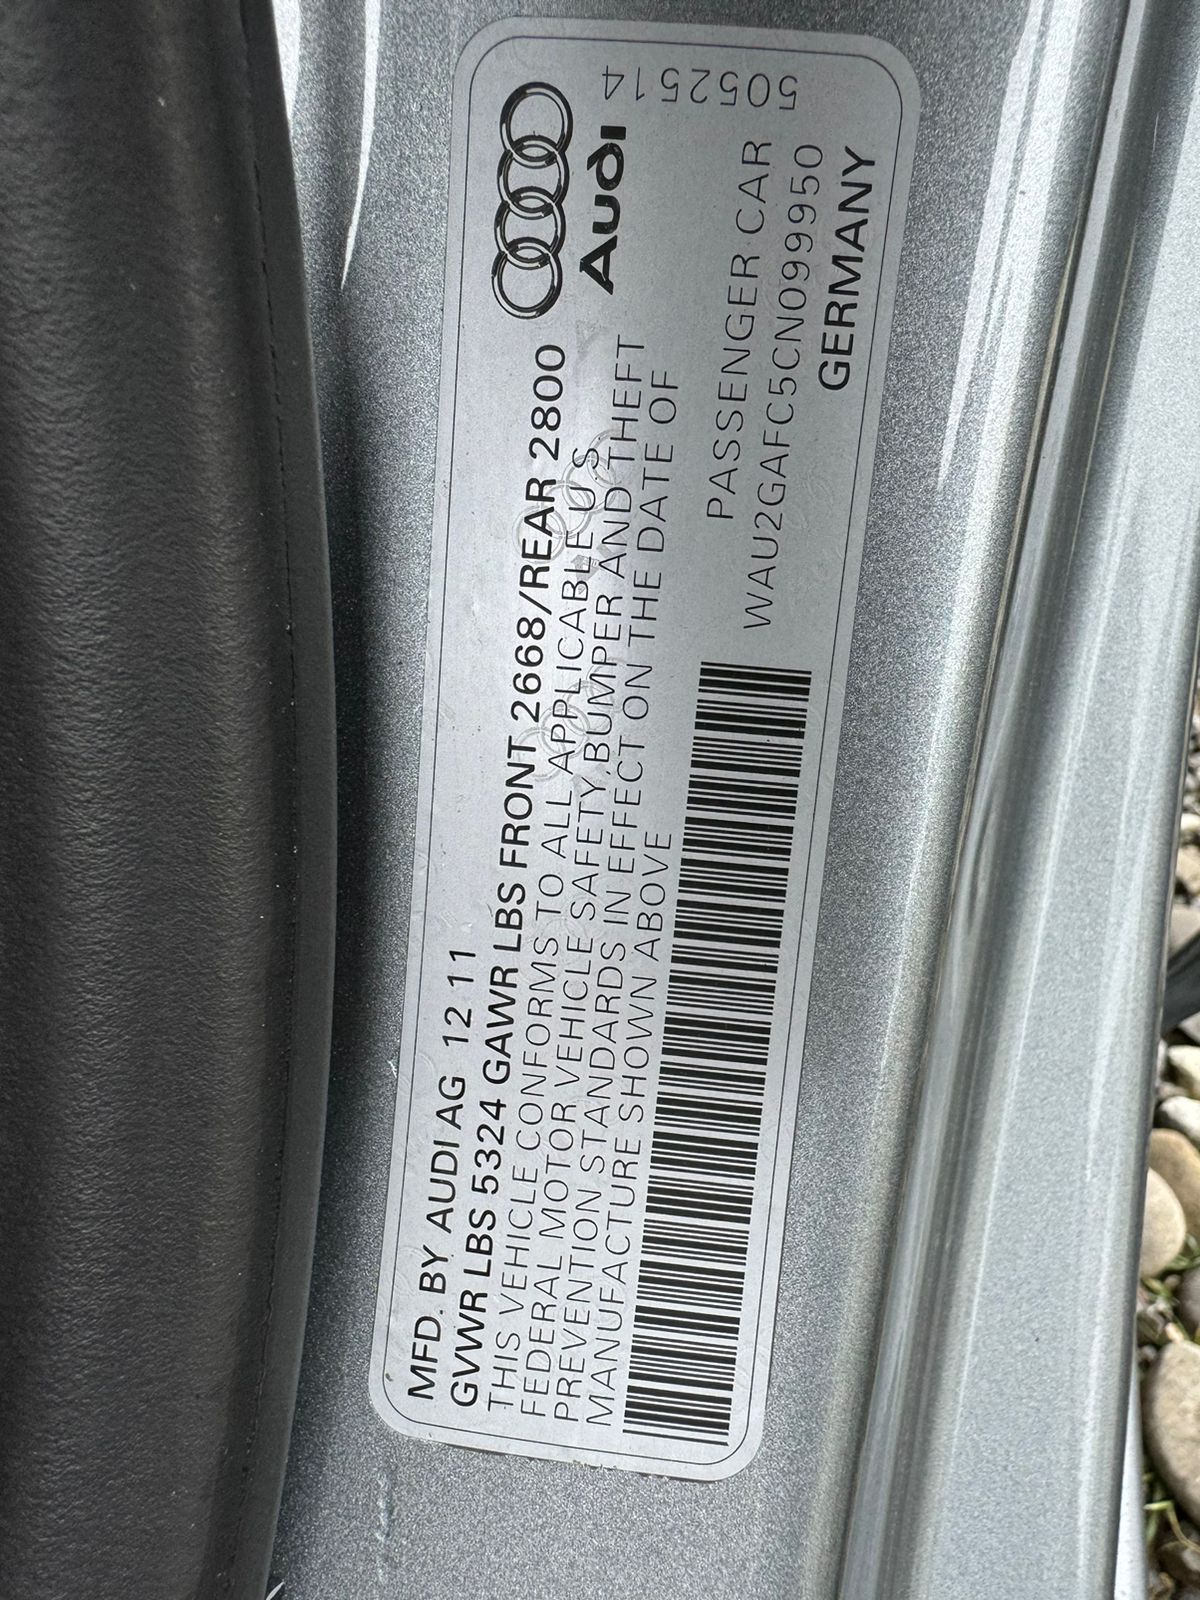 MFD. BY AUDI AG 12 11
GVWR LBS 5324 GAWR LBS FRONT 2668/REAR 2800
THIS VEHICLE CONFORMS TO ALL APPLICABLE U S
FEDERAL MOTOR VEHICLE SAFETY, BUMPER AND THEFT
PREVENTION STANDARDS IN EFFECT ON THE DATE OF
MANUFACTURE SHOWN ABOVE
Audi
5052514
PASSENGER CAR
WAU2GAFC5CN099950
GERMANY